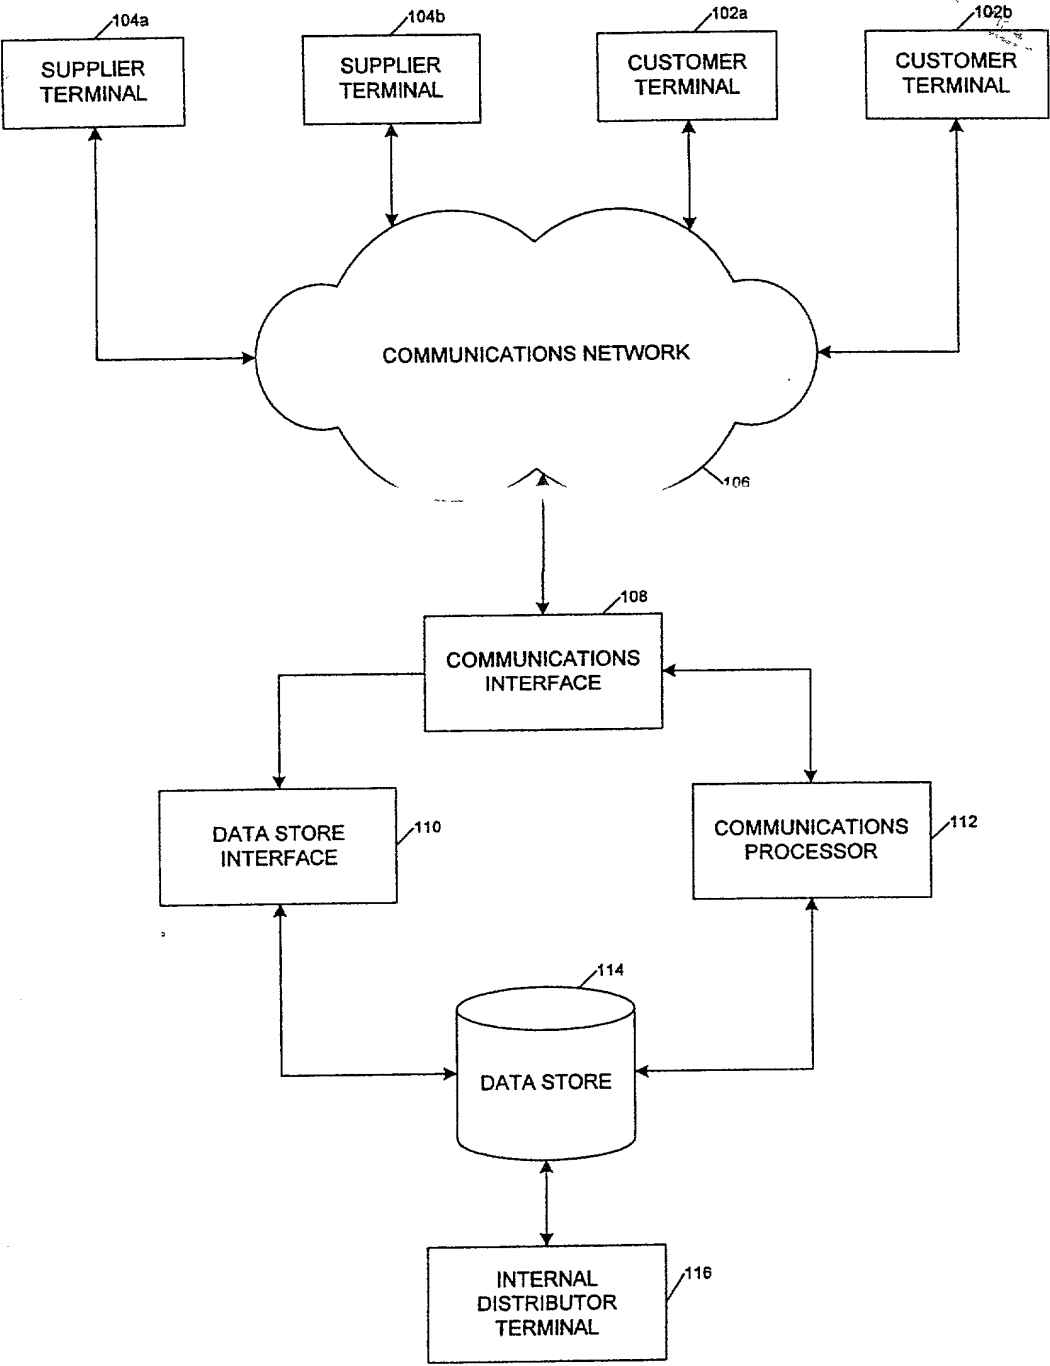 104a
104b
102a
102b
SUPPLIER
TERMINAL
SUPPLIER
TERMINAL
CUSTOMER
TERMINAL
CUSTOMER
TERMINAL
COMMUNICATIONS NETWORK
106
108
COMMUNICATIONS
INTERFACE
DATA STORE
INTERFACE
110
COMMUNICATIONS
PROCESSOR
112
114
DATA STORE
INTERNAL
DISTRIBUTOR
TERMINAL
116